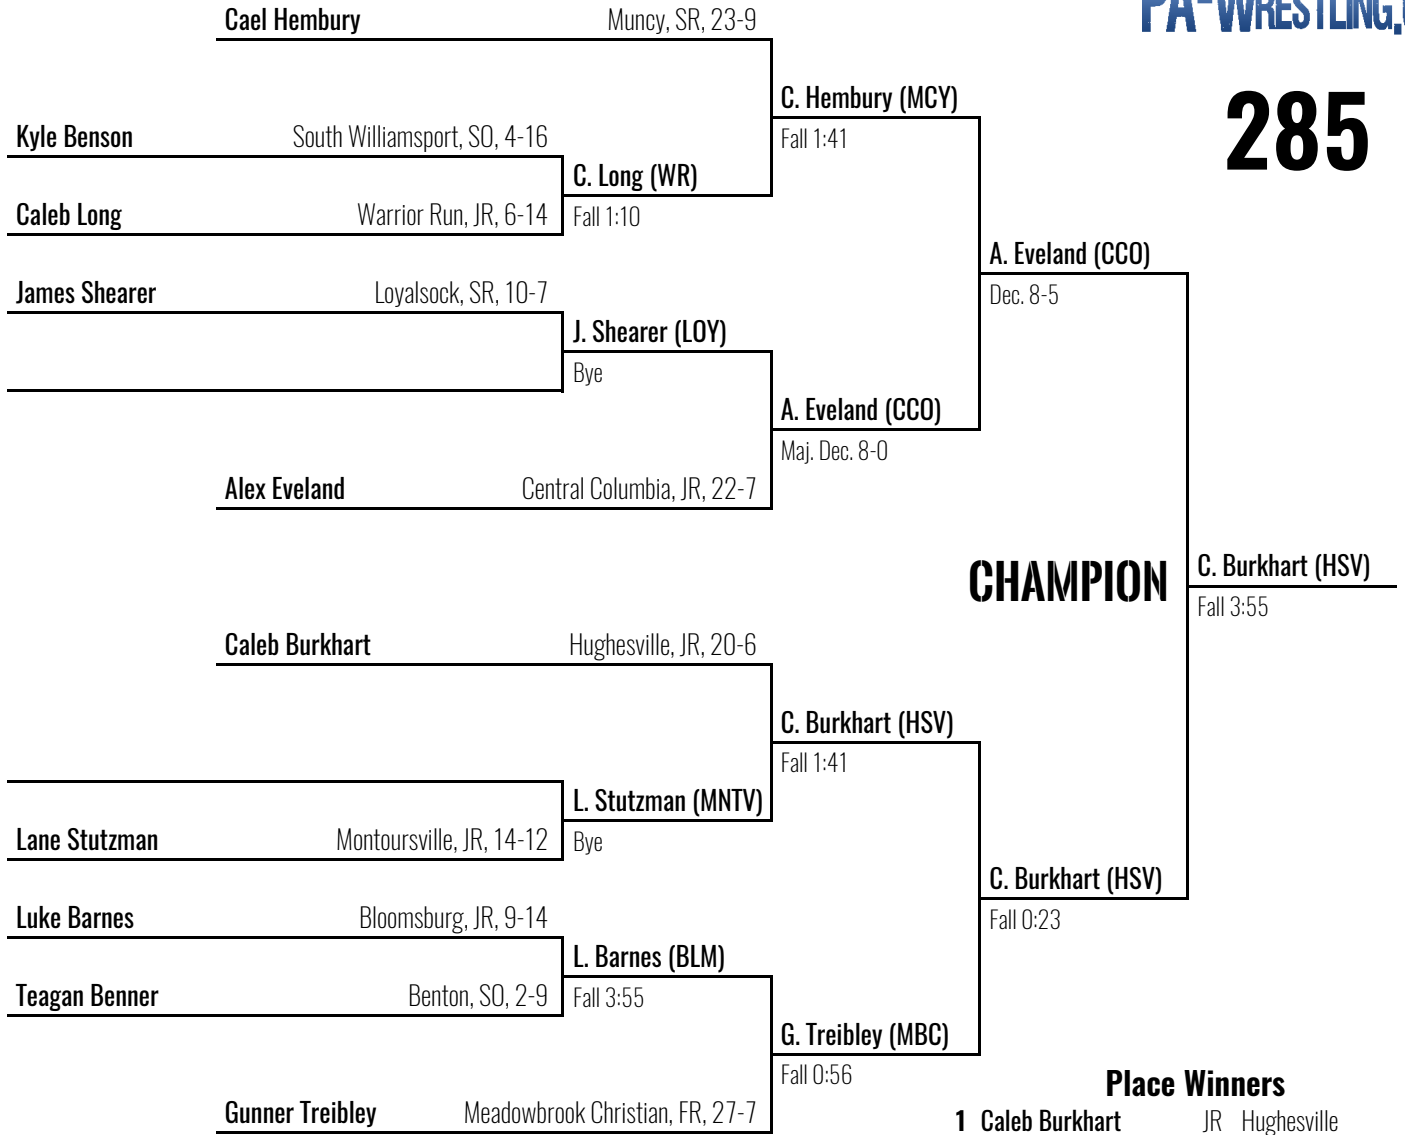 PA-WRESTLING.
285
Cael Hembury Muncy, SR, 23-9
C. Hembury (MCY)
Fall 1:41
Kyle Benson South Williamsport, SO, 4-16
C. Long (WR)
Fall 1:10
Caleb Long Warrior Run, JR, 6-14
A. Eveland (CCO)
Dec. 8-5
James Shearer Loyalsock, SR, 10-7
J. Shearer (LOY)
Bye
A. Eveland (CCO)
Maj. Dec. 8-0
Alex Eveland Central Columbia, JR, 22-7
CHAMPION
C. Burkhart (HSV)
Fall 3:55
Caleb Burkhart Hughesville, JR, 20-6
C. Burkhart (HSV)
Fall 1:41
L. Stutzman (MNTV)
Bye
Lane Stutzman Montoursville, JR, 14-12
C. Burkhart (HSV)
Fall 0:23
Luke Barnes Bloomsburg, JR, 9-14
L. Barnes (BLM)
Fall 3:55
Teagan Benner Benton, SO, 2-9
G. Treibley (MBC)
Fall 0:56
Gunner Treibley Meadowbrook Christian, FR, 27-7
Place Winners
1 Caleb Burkhart JR Hughesville